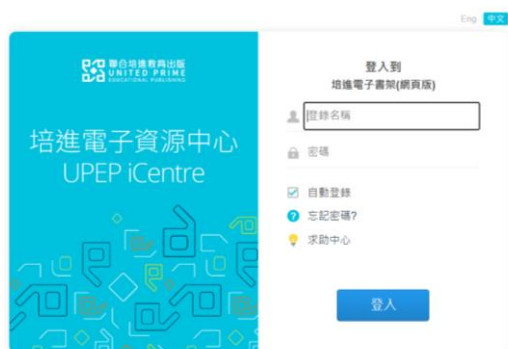 Eng 中文
聯合培進教育出版
UNITED PRIME
EDUCATIONAL PUBLISHING
培進電子資源中心
UPEP iCentre
登入到
培進電子書架(網頁版)
登錄名稱
密碼
自動登錄
忘記密碼?
求助中心
登入